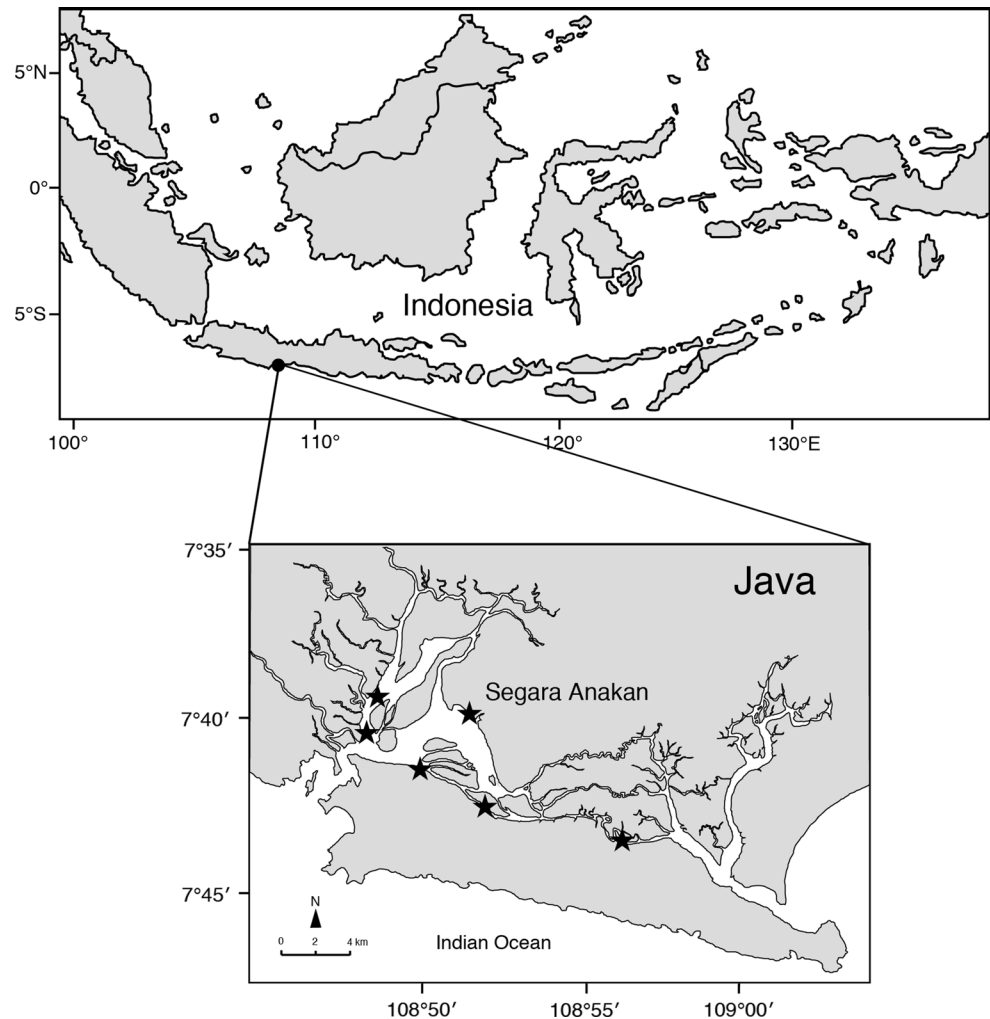 5°N
0°
5°S
Indonesia
100° 110° 120° 130°E
7°35′
Java
Segara Anakan
7°40′
7°45′
N
0 2 4 km
Indian Ocean
108°50′ 108°55′ 109°00′